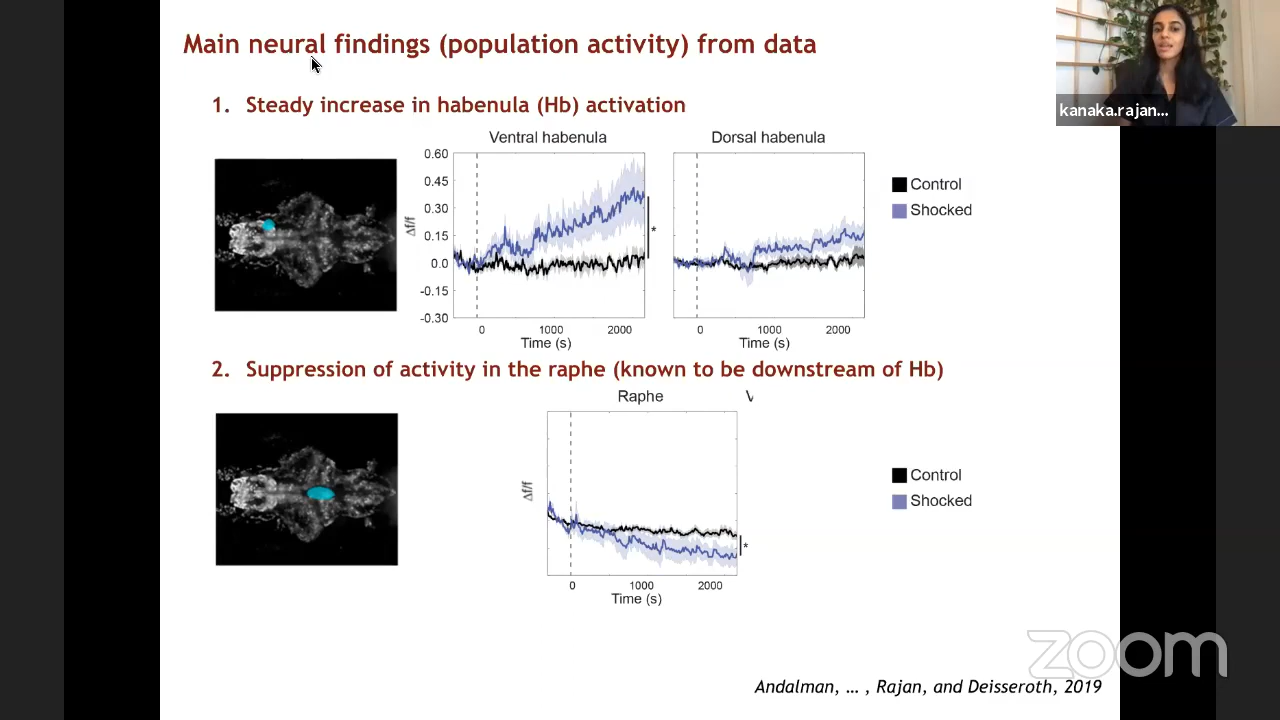 Main neural findings (population activity) from data
kanaka.rajan...
1. Steady increase in habenula (Hb) activation
Ventral habenula
Dorsal habenula
0.60
0.45
0.30
0.15
0.0
-0.15
-0.30
Δf/f
*
0 1000 2000
Time (s)
0 1000 2000
Time (s)
Control
Shocked
2. Suppression of activity in the raphe (known to be downstream of Hb)
Raphe
Δf/f
*
0 1000 2000
Time (s)
Control
Shocked
zoom
Andalman, ... , Rajan, and Deisseroth, 2019